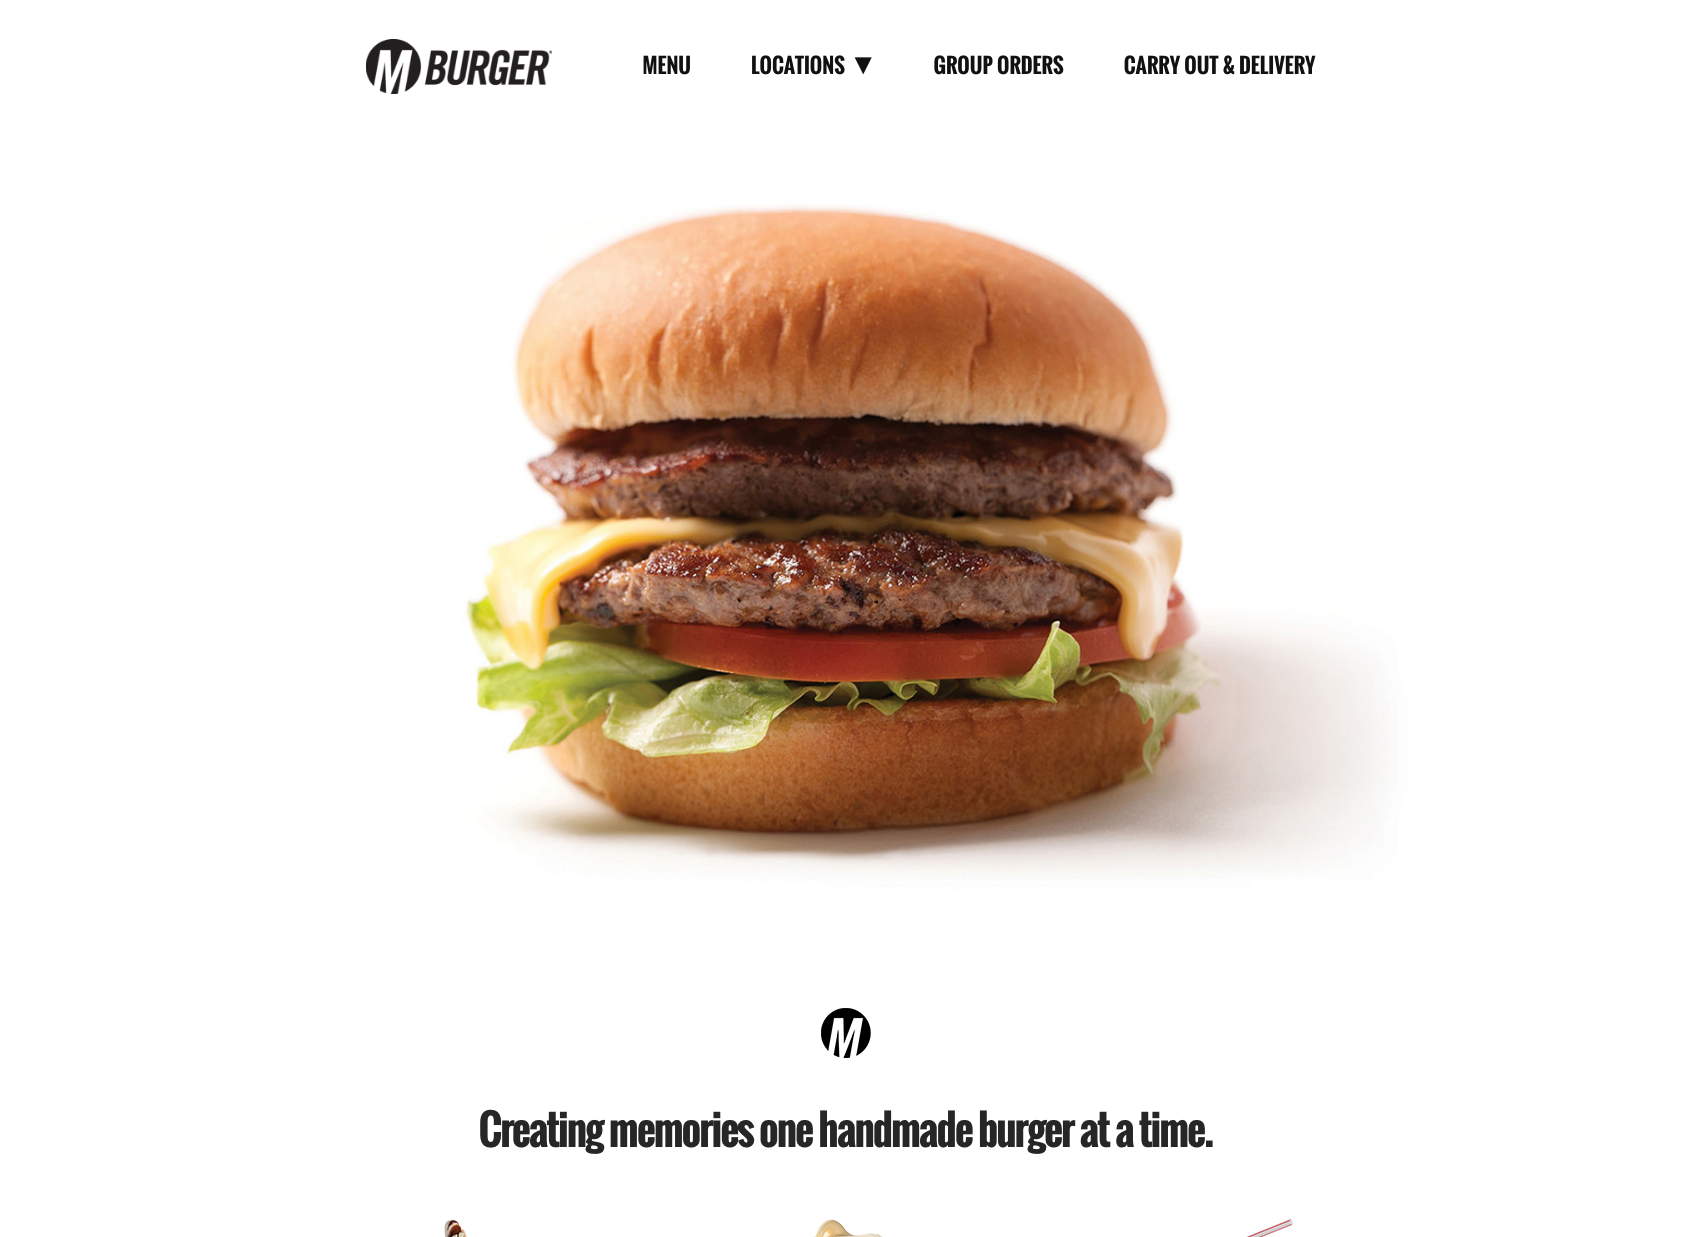 M BURGER
MENU
LOCATIONS ▼
GROUP ORDERS
CARRY OUT & DELIVERY
M
Creating memories one handmade burger at a time.